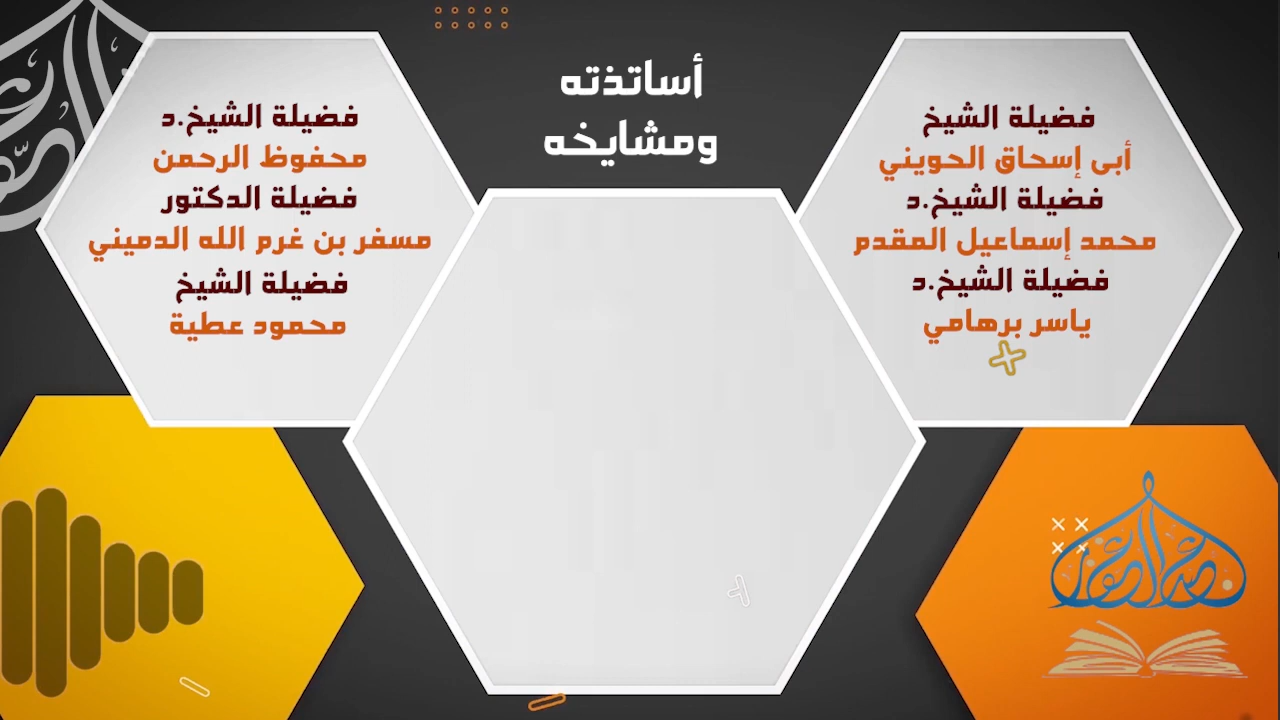 أساتذته
ومشايخه
فضيلة الشيخ
أبى إسحاق الحويني
فضيلة الشيخ.د
محمد إسماعيل المقدم
فضيلة الشيخ.د
ياسر برهامي
فضيلة الشيخ.د
محفوظ الرحمن
فضيلة الدكتور
مسفر بن غرم الله الدميني
فضيلة الشيخ
محمود عطية